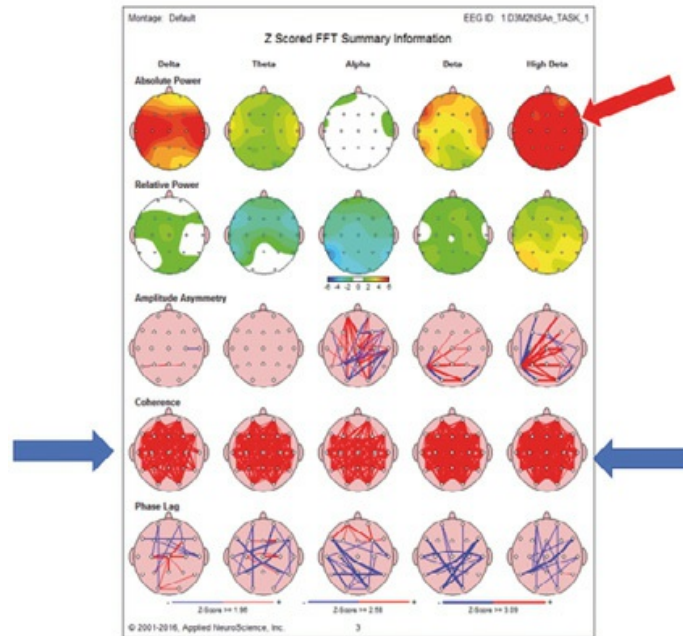 Montage: Default EEG ID: 1:D3M2NSAn_TASK_1
Z Scored FFT Summary Information
Delta Theta Alpha Beta High Beta
Absolute Power
Relative Power
-6 -4 -2 0 2 4 6
Amplitude Asymmetry
Coherence
Phase Lag
- Z-Score >= 1.96 + - Z-Score >= 2.58 + - Z-Score >= 3.09 +
© 2001-2016, Applied NeuroScience, Inc. 3